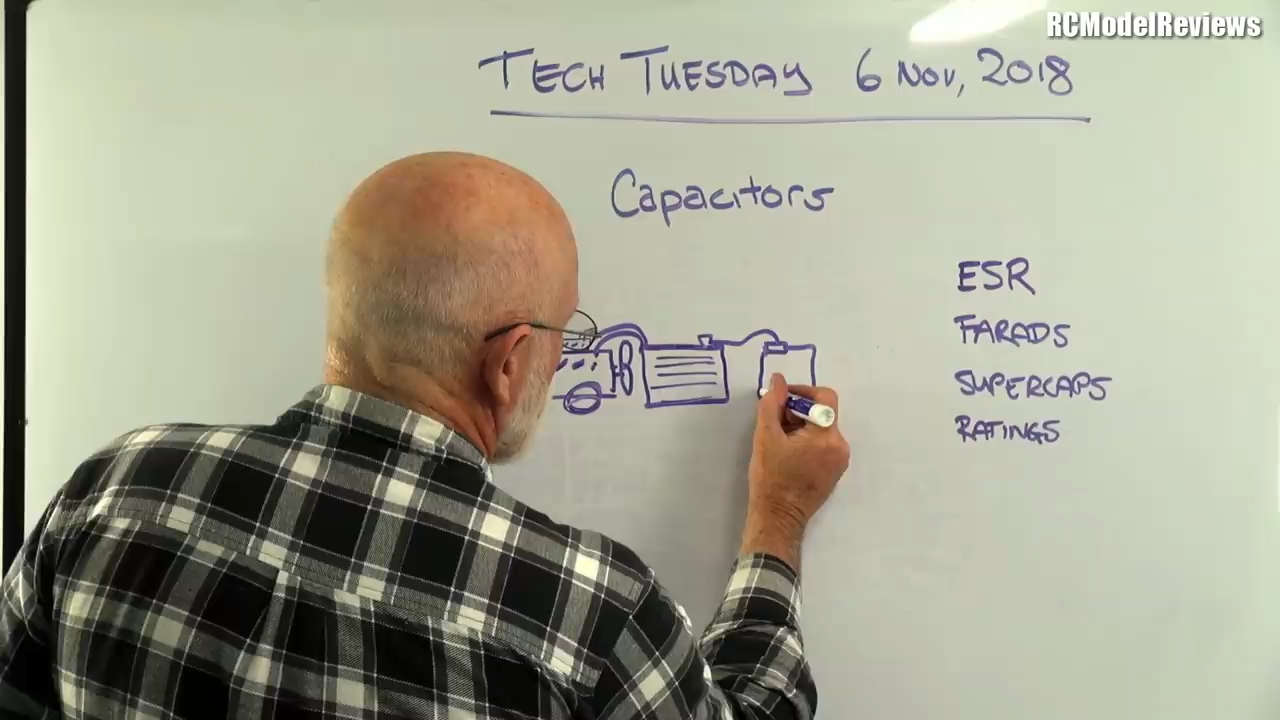 RCModelReviews
TECH TUESDAY 6 NOV, 2018
Capacitors
ESR
FARADS
SUPERCAPS
RATINGS